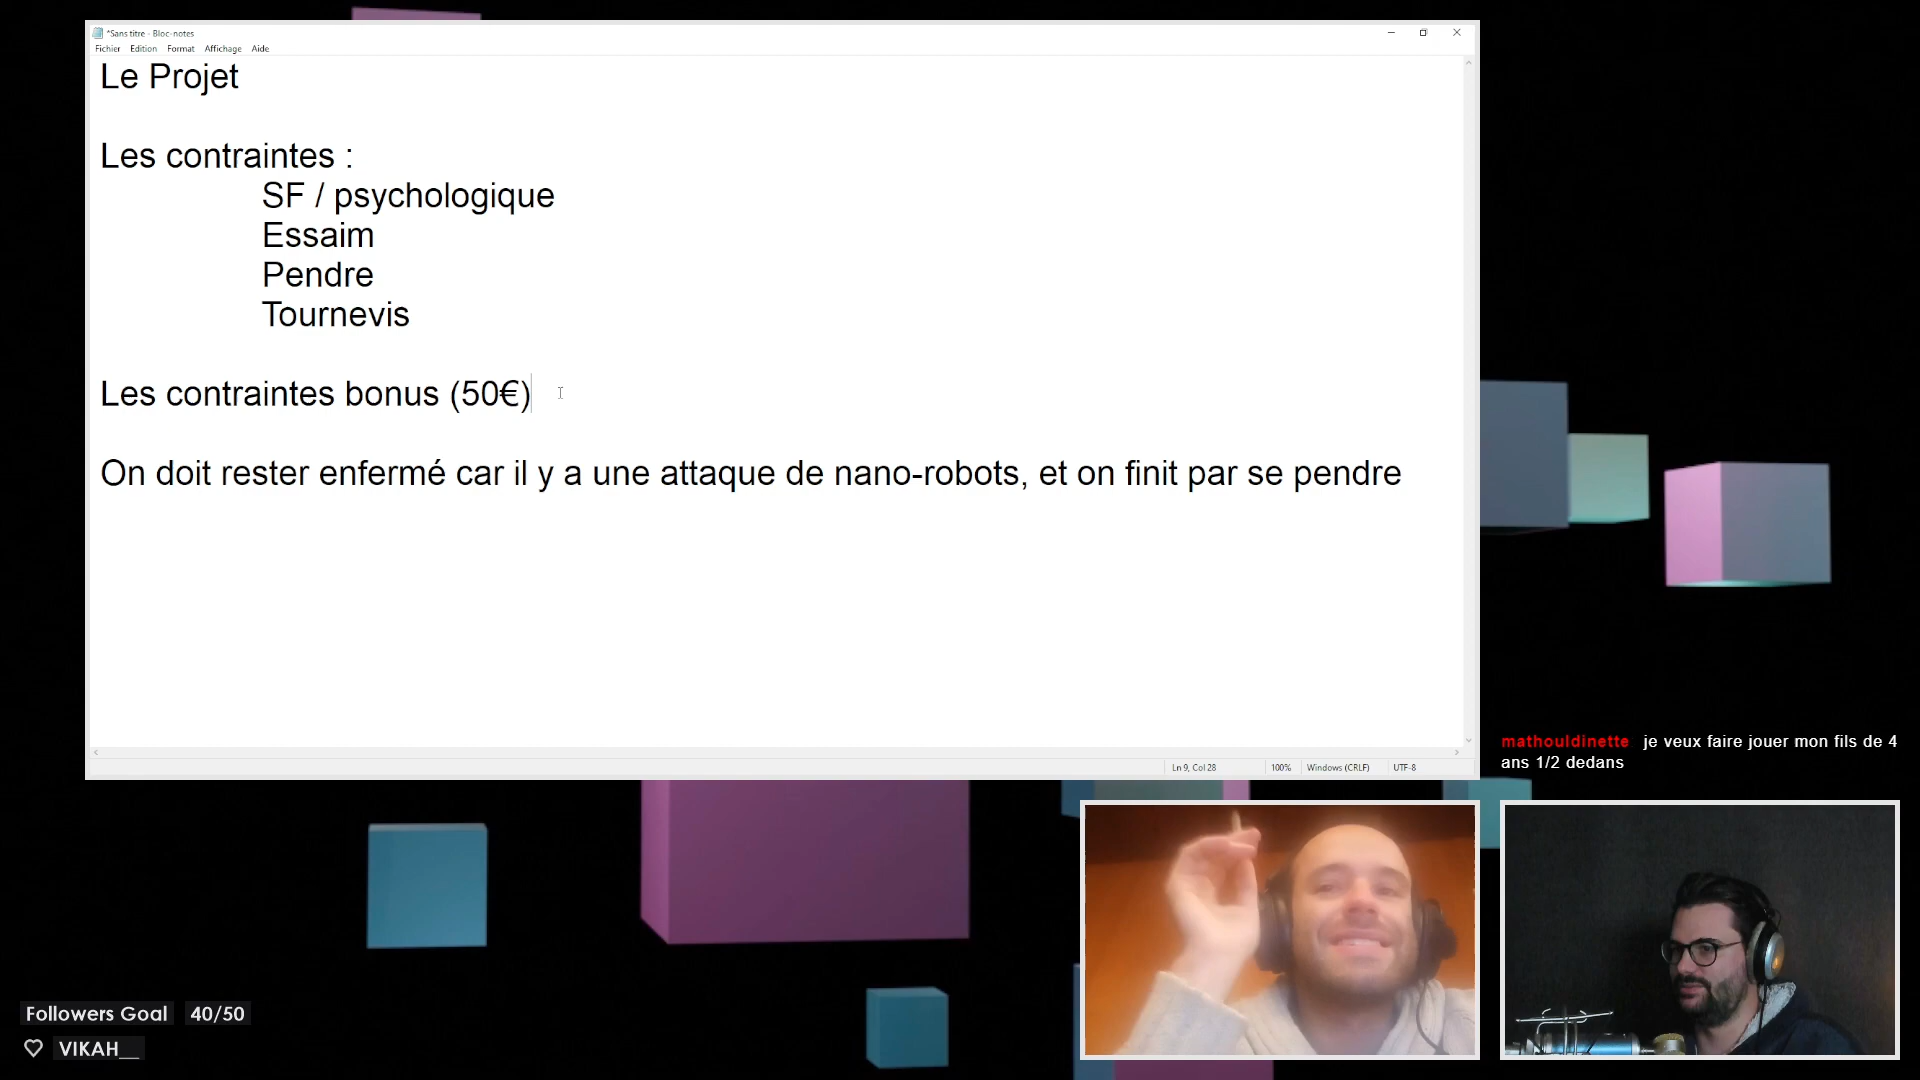 *Sans titre - Bloc-notes
Fichier Edition Format Affichage Aide
Le Projet
Les contraintes :
SF / psychologique
Essaim
Pendre
Tournevis
Les contraintes bonus (50€)
On doit rester enfermé car il y a une attaque de nano-robots, et on finit par se pendre
Ln 9, Col 28 100% Windows (CRLF) UTF-8
mathouldinette je veux faire jouer mon fils de 4
ans 1/2 dedans
Followers Goal 40/50
VIKAH__